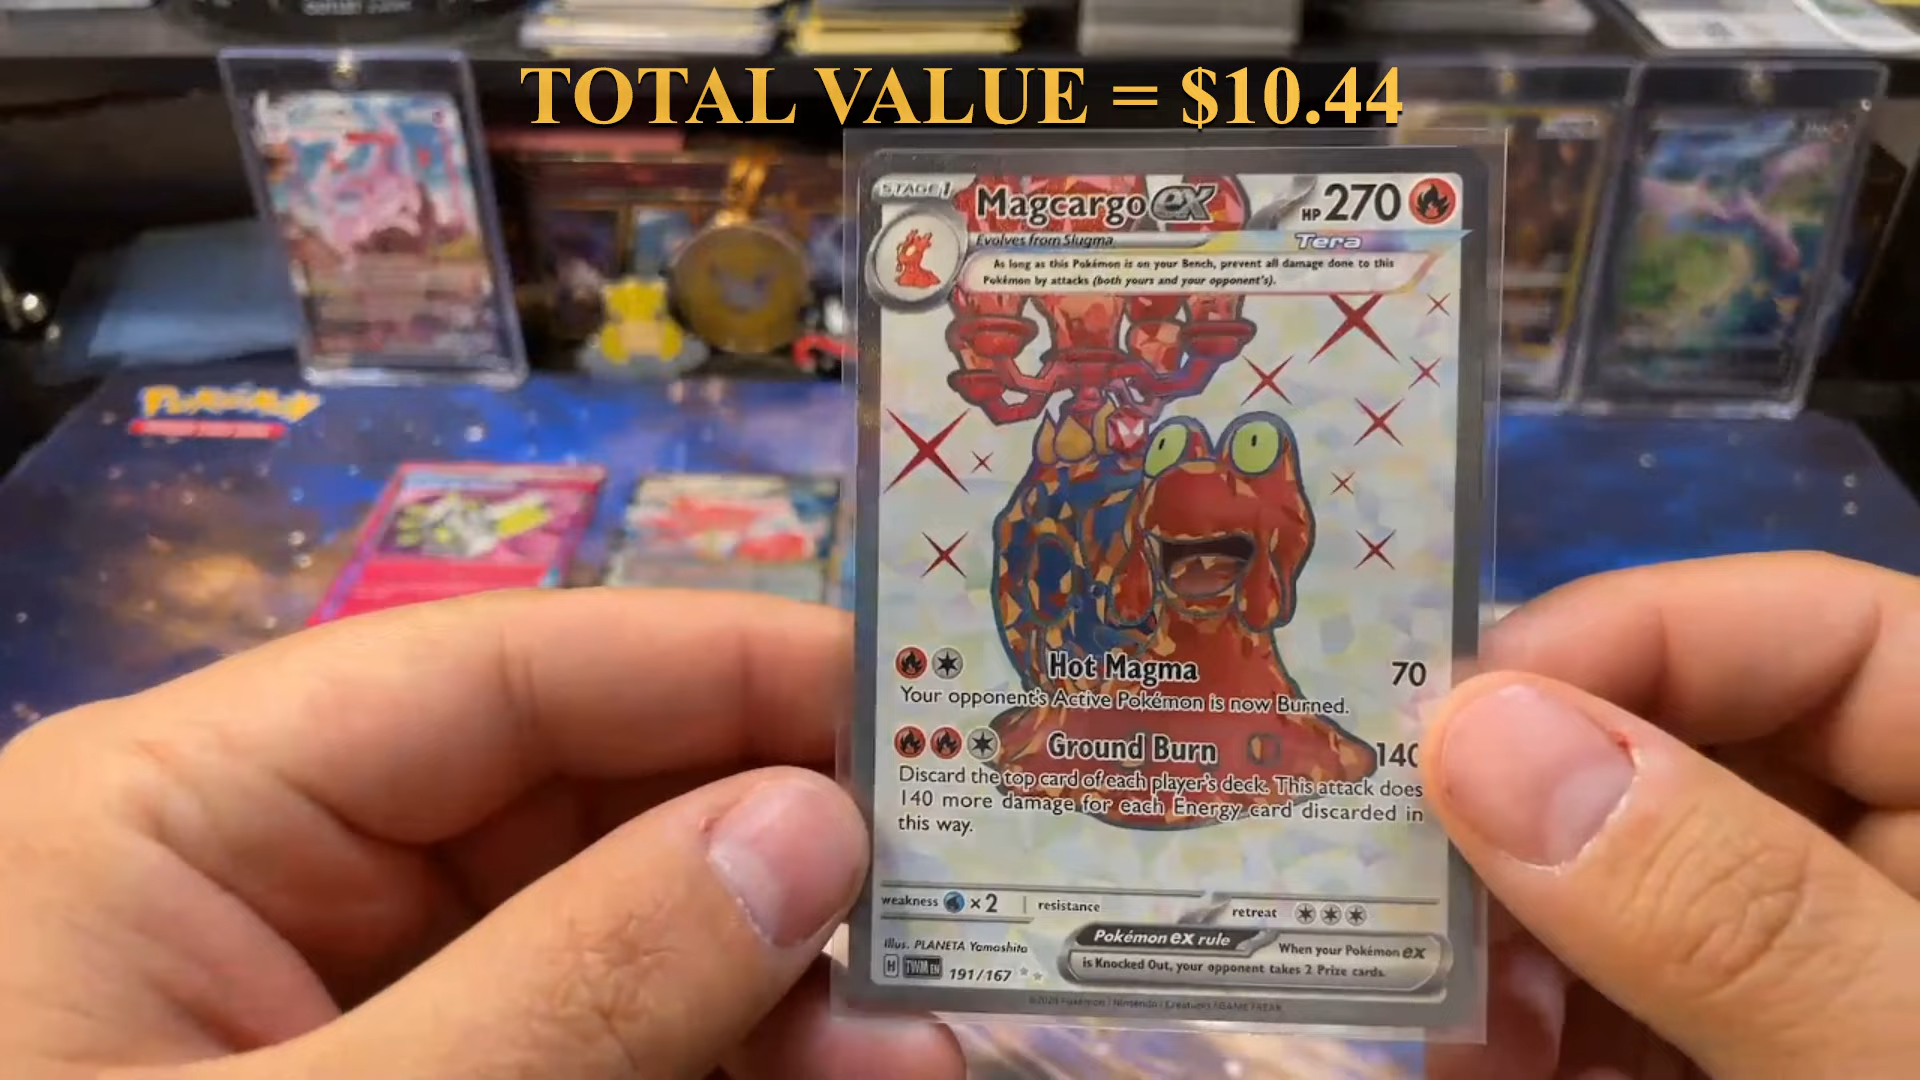 TOTAL VALUE = $10.44
STAGE 1
Magcargo ex
HP 270
Evolves from Slugma
Tera
As long as this Pokémon is on your Bench, prevent all damage done to this
Pokémon by attacks (both yours and your opponent's).
Pokémon
Hot Magma 70
Your opponent's Active Pokémon is now Burned.
Ground Burn 140
Discard the top card of each player's deck. This attack does
140 more damage for each Energy card discarded in
this way.
weakness ×2 resistance retreat
Illus. PLANETA Yamashita
Pokémon ex rule
When your Pokémon ex
is Knocked Out, your opponent takes 2 Prize cards.
H TWM EN 191/167